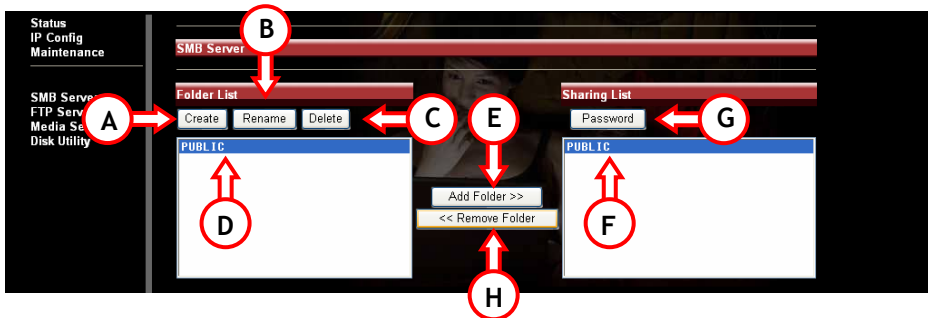 Status
IP Config
Maintenance
B
SMB Server
SMB Server
FTP Serv
Media Se
Disk Utility
A
Folder List
Create Rename Delete
C
E
Sharing List
Password
G
PUBLIC
D
Add Folder >>
<< Remove Folder
H
PUBLIC
F